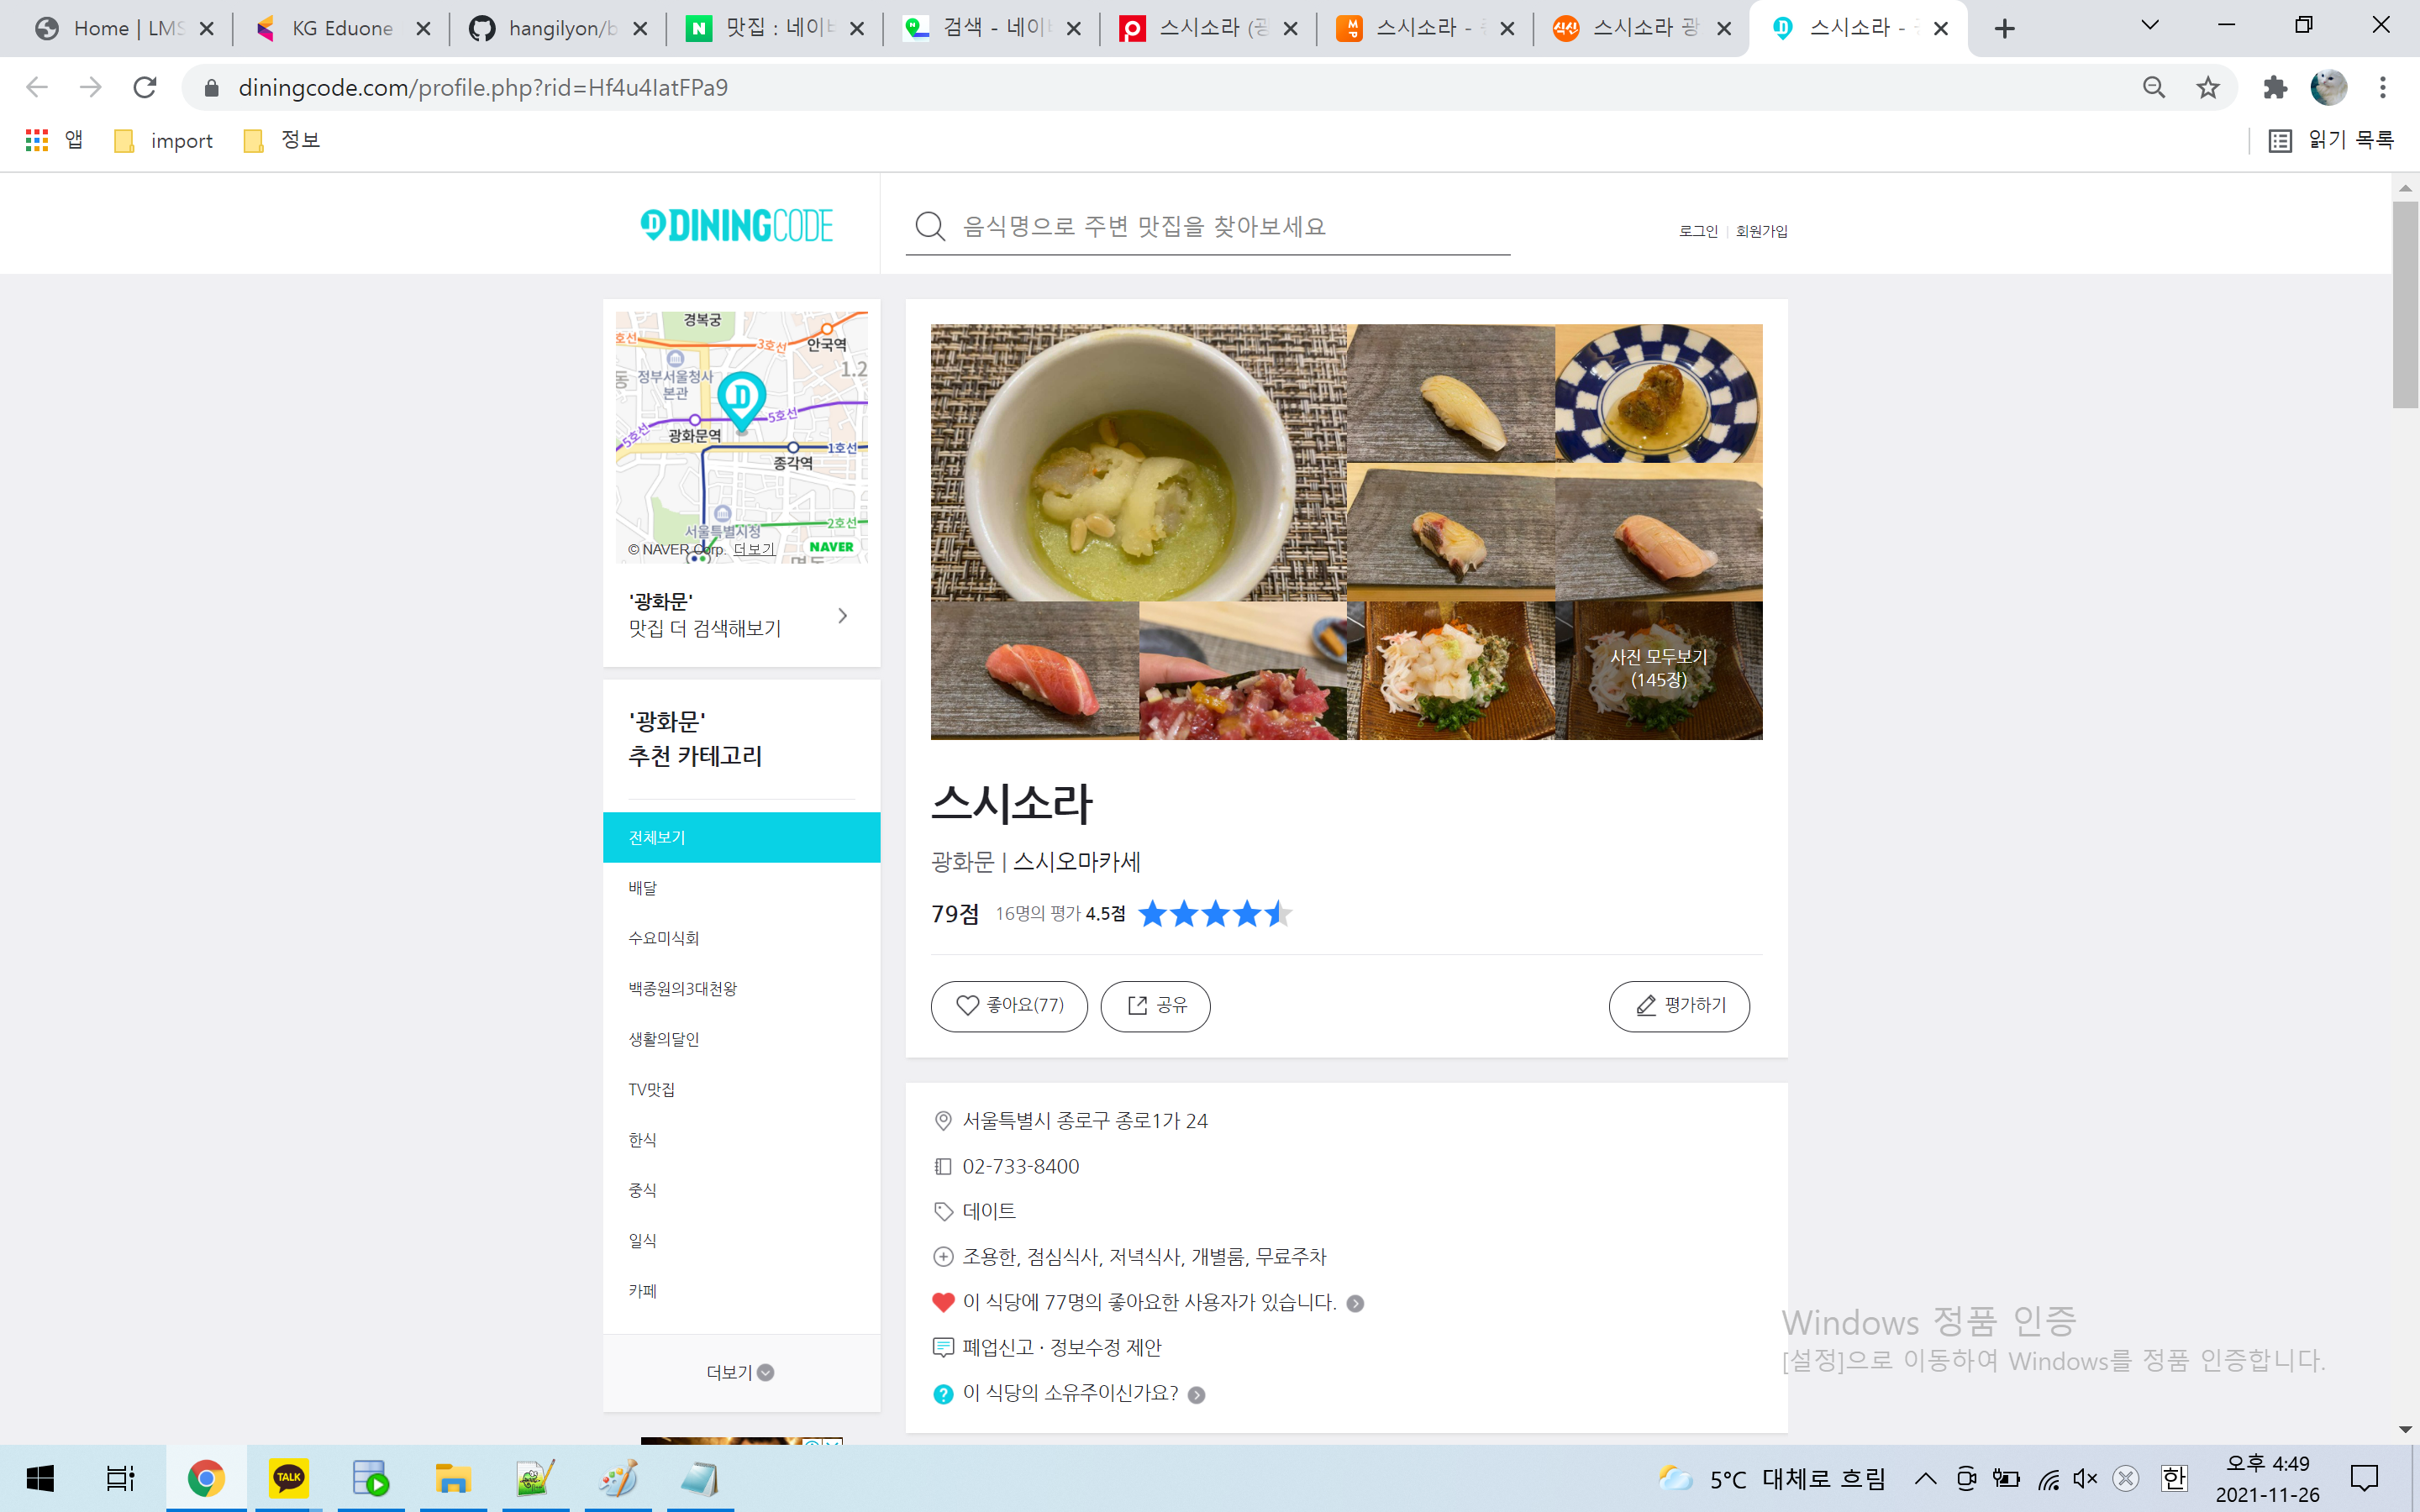 Home | LMS
KG Eduone
hangilyon/b
맛집 : 네이버
검색 - 네이
스시소라 (광
스시소라 -
스시소라 광
스시소라 -
diningcode.com/profile.php?rid=Hf4u4IatFPa9
앱
import
정보
읽기 목록
DININGCODE
음식명으로 주변 맛집을 찾아보세요
로그인 | 회원가입
경복궁
호선
3호선
안국역
정부서울청사
본관
1.2
5호선
5호선
광화문역
1호선
종각역
서울특별시청
2호선
© NAVER Corp. 더보기
NAVER
'광화문'
맛집 더 검색해보기
'광화문'
추천 카테고리
전체보기
배달
수요미식회
백종원의3대천왕
생활의달인
TV맛집
한식
중식
일식
카페
더보기
사진 모두보기
(145장)
스시소라
광화문 | 스시오마카세
79점 16명의 평가 4.5점
좋아요(77)
공유
평가하기
서울특별시 종로구 종로1가 24
02-733-8400
데이트
조용한, 점심식사, 저녁식사, 개별룸, 무료주차
이 식당에 77명의 좋아요한 사용자가 있습니다.
폐업신고 · 정보수정 제안
이 식당의 소유주이신가요?
Windows 정품 인증
[설정]으로 이동하여 Windows를 정품 인증합니다.
TALK
5°C 대체로 흐림
한
오후 4:49
2021-11-26